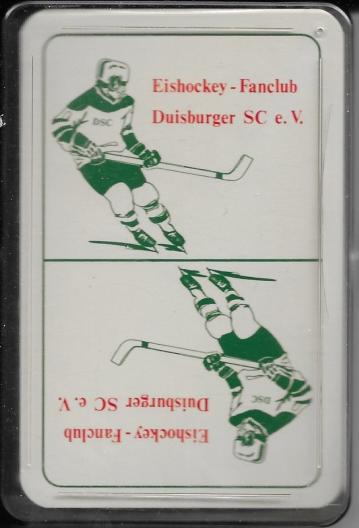 Eishockey - Fanclub
Duisburger SC e. V.
DSC
Eishockey - Fanclub
Duisburger SC e. V.
DSC